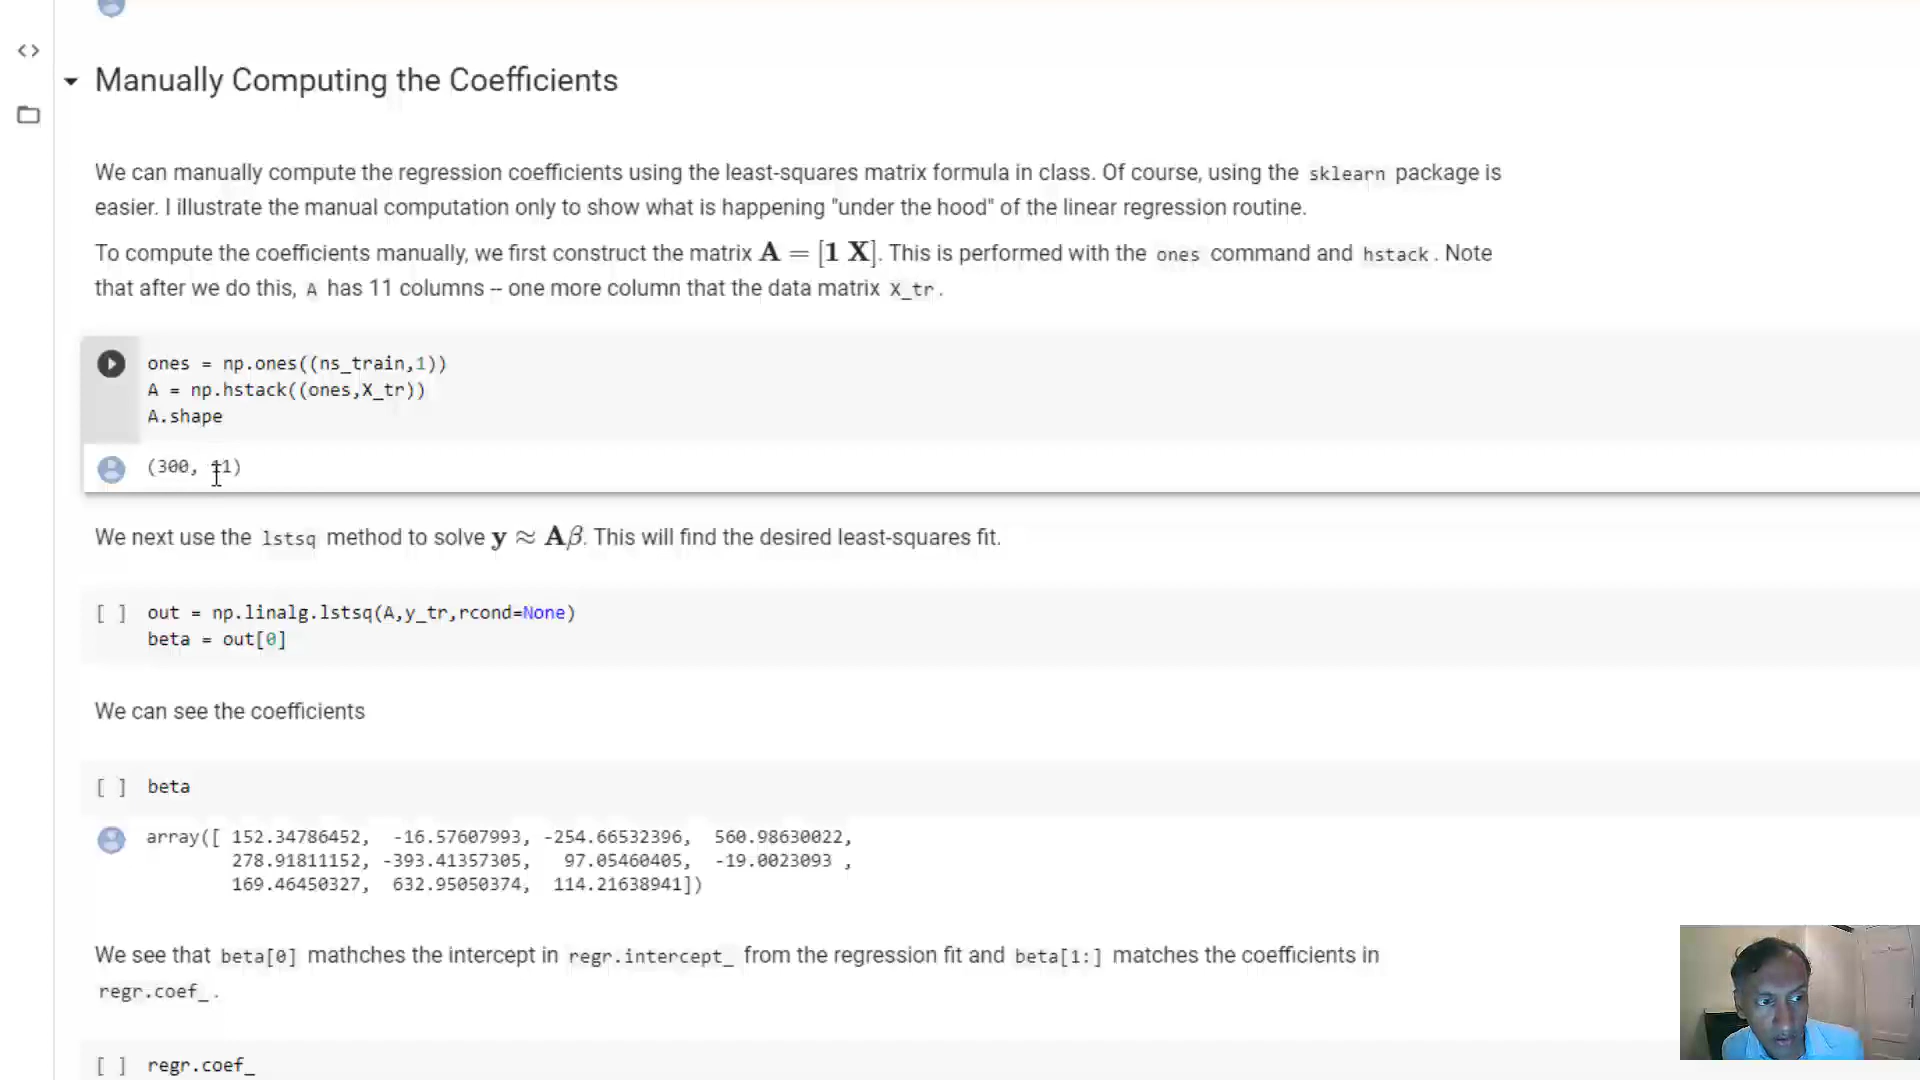 Manually Computing the Coefficients
We can manually compute the regression coefficients using the least-squares matrix formula in class. Of course, using the sklearn package is
easier. I illustrate the manual computation only to show what is happening "under the hood" of the linear regression routine.
To compute the coefficients manually, we first construct the matrix A = [1 X]. This is performed with the ones command and hstack. Note
that after we do this, A has 11 columns -- one more column that the data matrix X_tr.
ones = np.ones((ns_train,1))
A = np.hstack((ones,X_tr))
A.shape
(300, 11)
We next use the lstsq method to solve y ≈ Aβ. This will find the desired least-squares fit.
[ ] out = np.linalg.lstsq(A,y_tr,rcond=None)
beta = out[0]
We can see the coefficients
[ ] beta
array([ 152.34786452, -16.57607993, -254.66532396, 560.98630022,
278.91811152, -393.41357305, 97.05460405, -19.0023093 ,
169.46450327, 632.95050374, 114.21638941])
We see that beta[0] mathches the intercept in regr.intercept_ from the regression fit and beta[1:] matches the coefficients in
regr.coef_.
[ ] regr.coef_